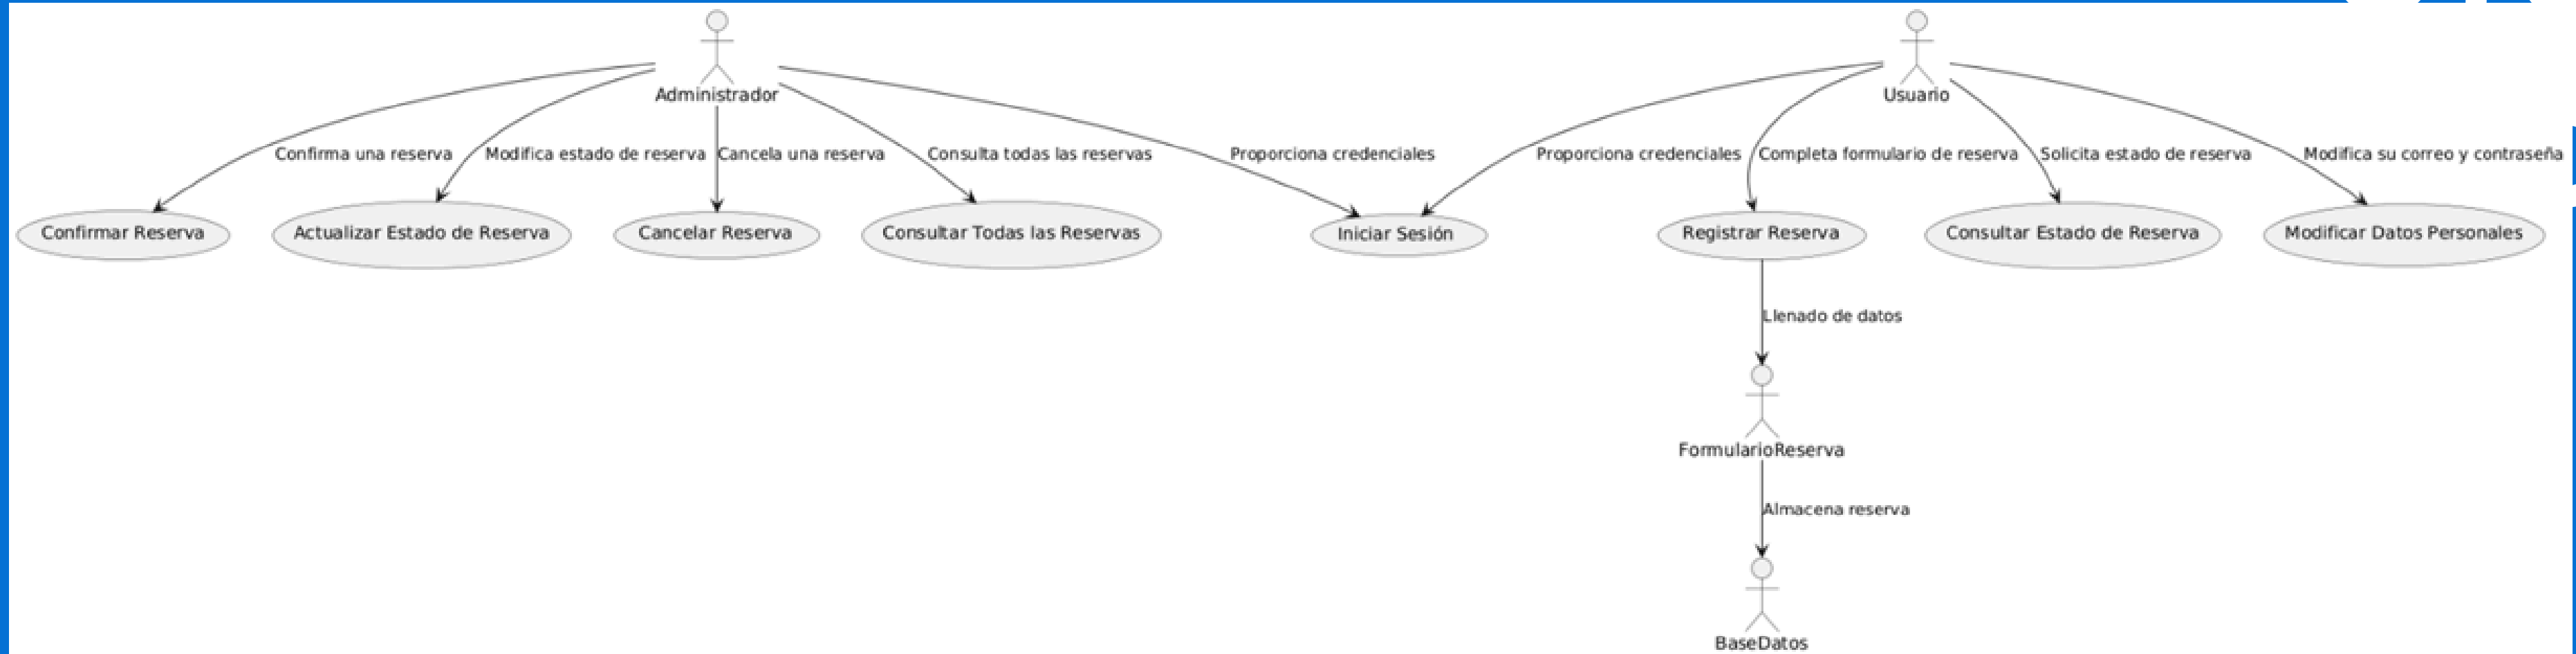 Administrador
Usuario
Confirma una reserva
Modifica estado de reserva
Cancela una reserva
Consulta todas las reservas
Proporciona credenciales
Proporciona credenciales
Completa formulario de reserva
Solicita estado de reserva
Modifica su correo y contraseña
Confirmar Reserva
Actualizar Estado de Reserva
Cancelar Reserva
Consultar Todas las Reservas
Iniciar Sesión
Registrar Reserva
Consultar Estado de Reserva
Modificar Datos Personales
Llenado de datos
FormularioReserva
Almacena reserva
BaseDatos